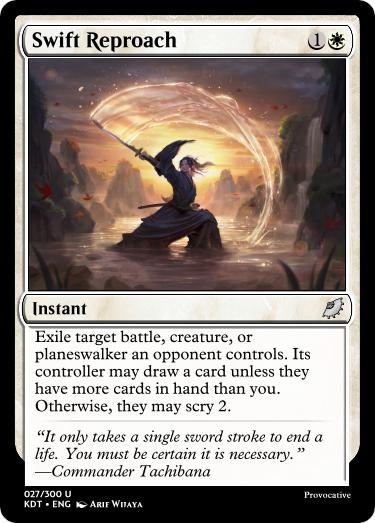 Swift Reproach 1
Instant
Exile target battle, creature, or
planeswalker an opponent controls. Its
controller may draw a card unless they
have more cards in hand than you.
Otherwise, they may scry 2.
“It only takes a single sword stroke to end a
life. You must be certain it is necessary.”
—Commander Tachibana
027/300 U
KDT • ENG Arif Wijaya
Provocative